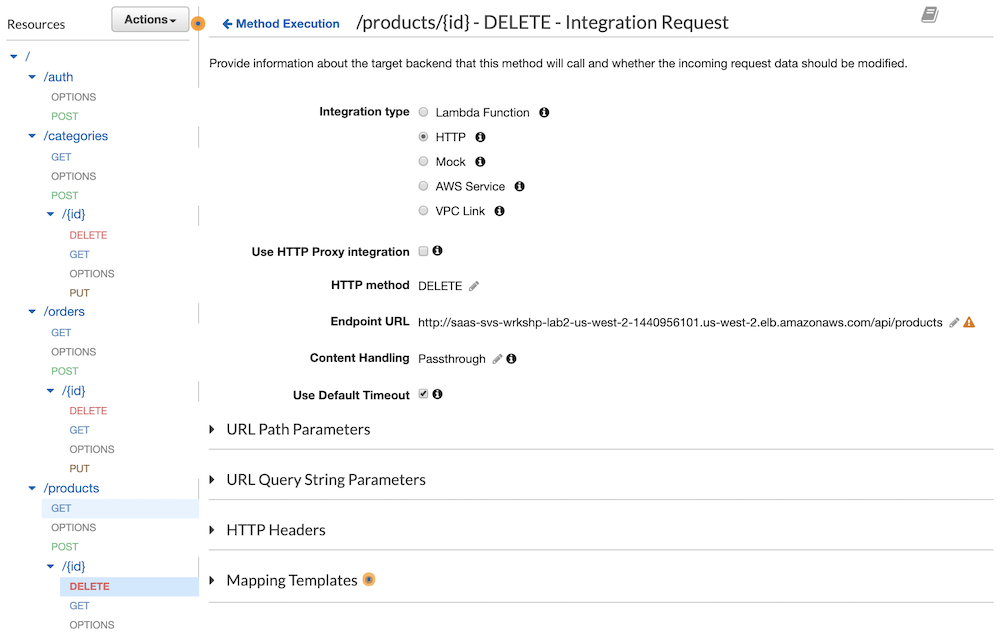 Resources
Actions
/
/auth
OPTIONS
POST
/categories
GET
OPTIONS
POST
/{id}
DELETE
GET
OPTIONS
PUT
/orders
GET
OPTIONS
POST
/{id}
DELETE
GET
OPTIONS
PUT
/products
GET
OPTIONS
POST
/{id}
DELETE
GET
OPTIONS
Method Execution /products/{id} - DELETE - Integration Request
Provide information about the target backend that this method will call and whether the incoming request data should be modified.
Integration type Lambda Function
HTTP
Mock
AWS Service
VPC Link
Use HTTP Proxy integration
HTTP method DELETE
Endpoint URL http://saas-svs-wrkshp-lab2-us-west-2-1440956101.us-west-2.elb.amazonaws.com/api/products
Content Handling Passthrough
Use Default Timeout
URL Path Parameters
URL Query String Parameters
HTTP Headers
Mapping Templates